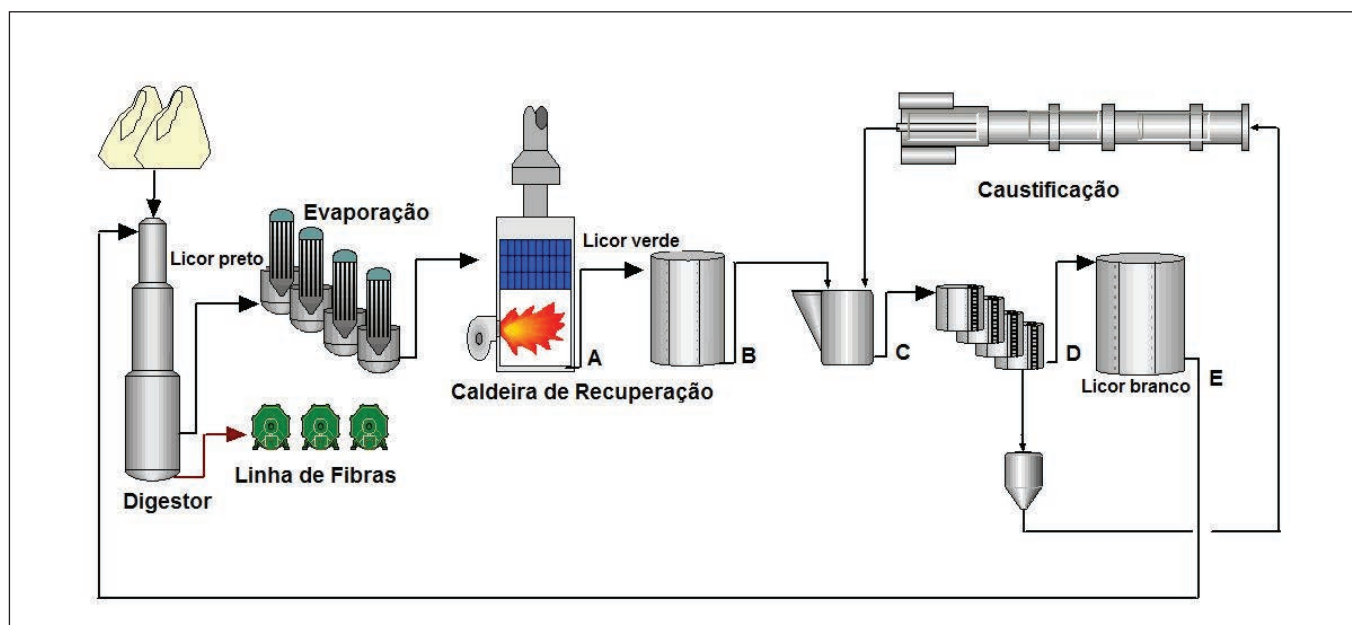 Evaporação
Licor preto
Digestor
Linha de Fibras
Caldeira de Recuperação
Licor verde
A
B
C
D
E
Caustificação
Licor branco